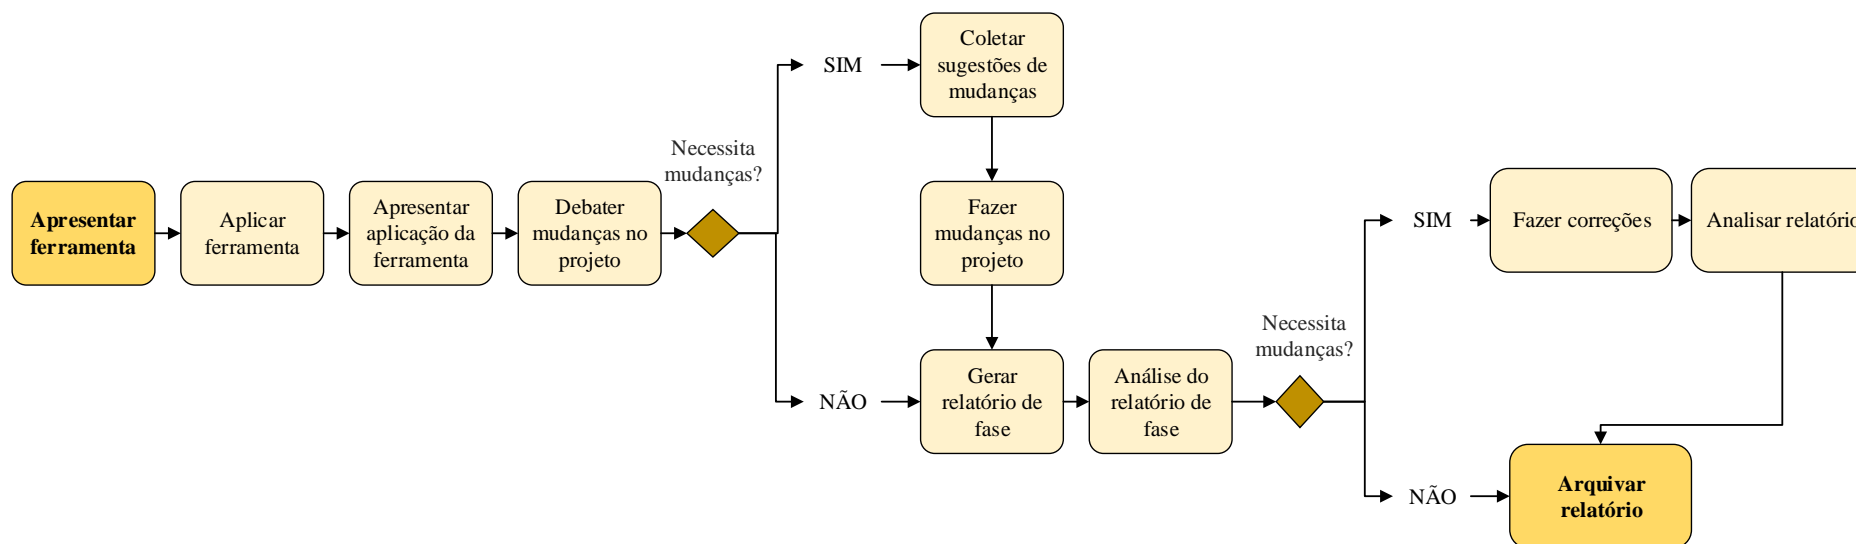 Apresentar
ferramenta
Aplicar
ferramenta
Apresentar
aplicação da
ferramenta
Debater
mudanças no
projeto
Necessita
mudanças?
SIM
Coletar
sugestões de
mudanças
Fazer
mudanças no
projeto
NÃO
Gerar
relatório de
fase
Análise do
relatório de
fase
Necessita
mudanças?
SIM
Fazer correções
Analisar relatório
NÃO
Arquivar
relatório